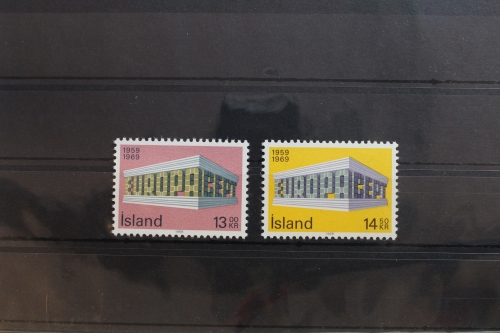 1959
1969
EUROPA CEPT
Ísland
13 00 KR
1959
1969
EUROPA CEPT
Ísland
14 50 KR